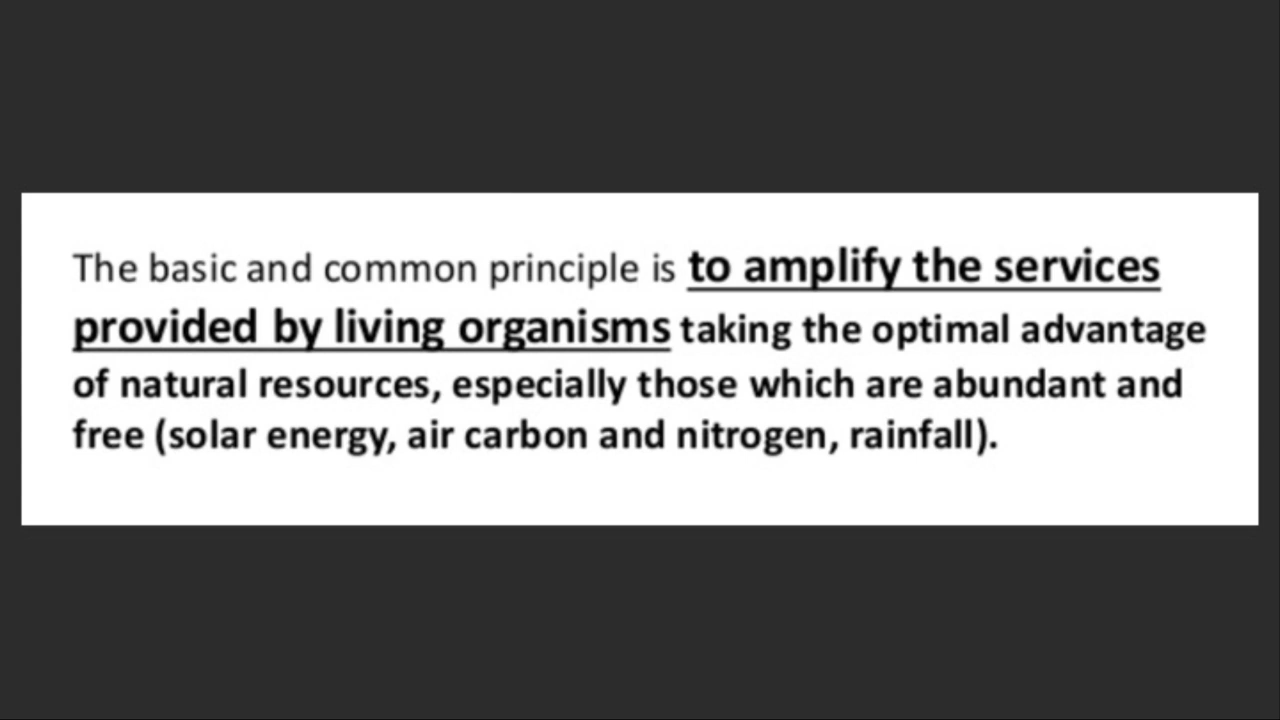 The basic and common principle is to amplify the services
provided by living organisms taking the optimal advantage
of natural resources, especially those which are abundant and
free (solar energy, air carbon and nitrogen, rainfall).